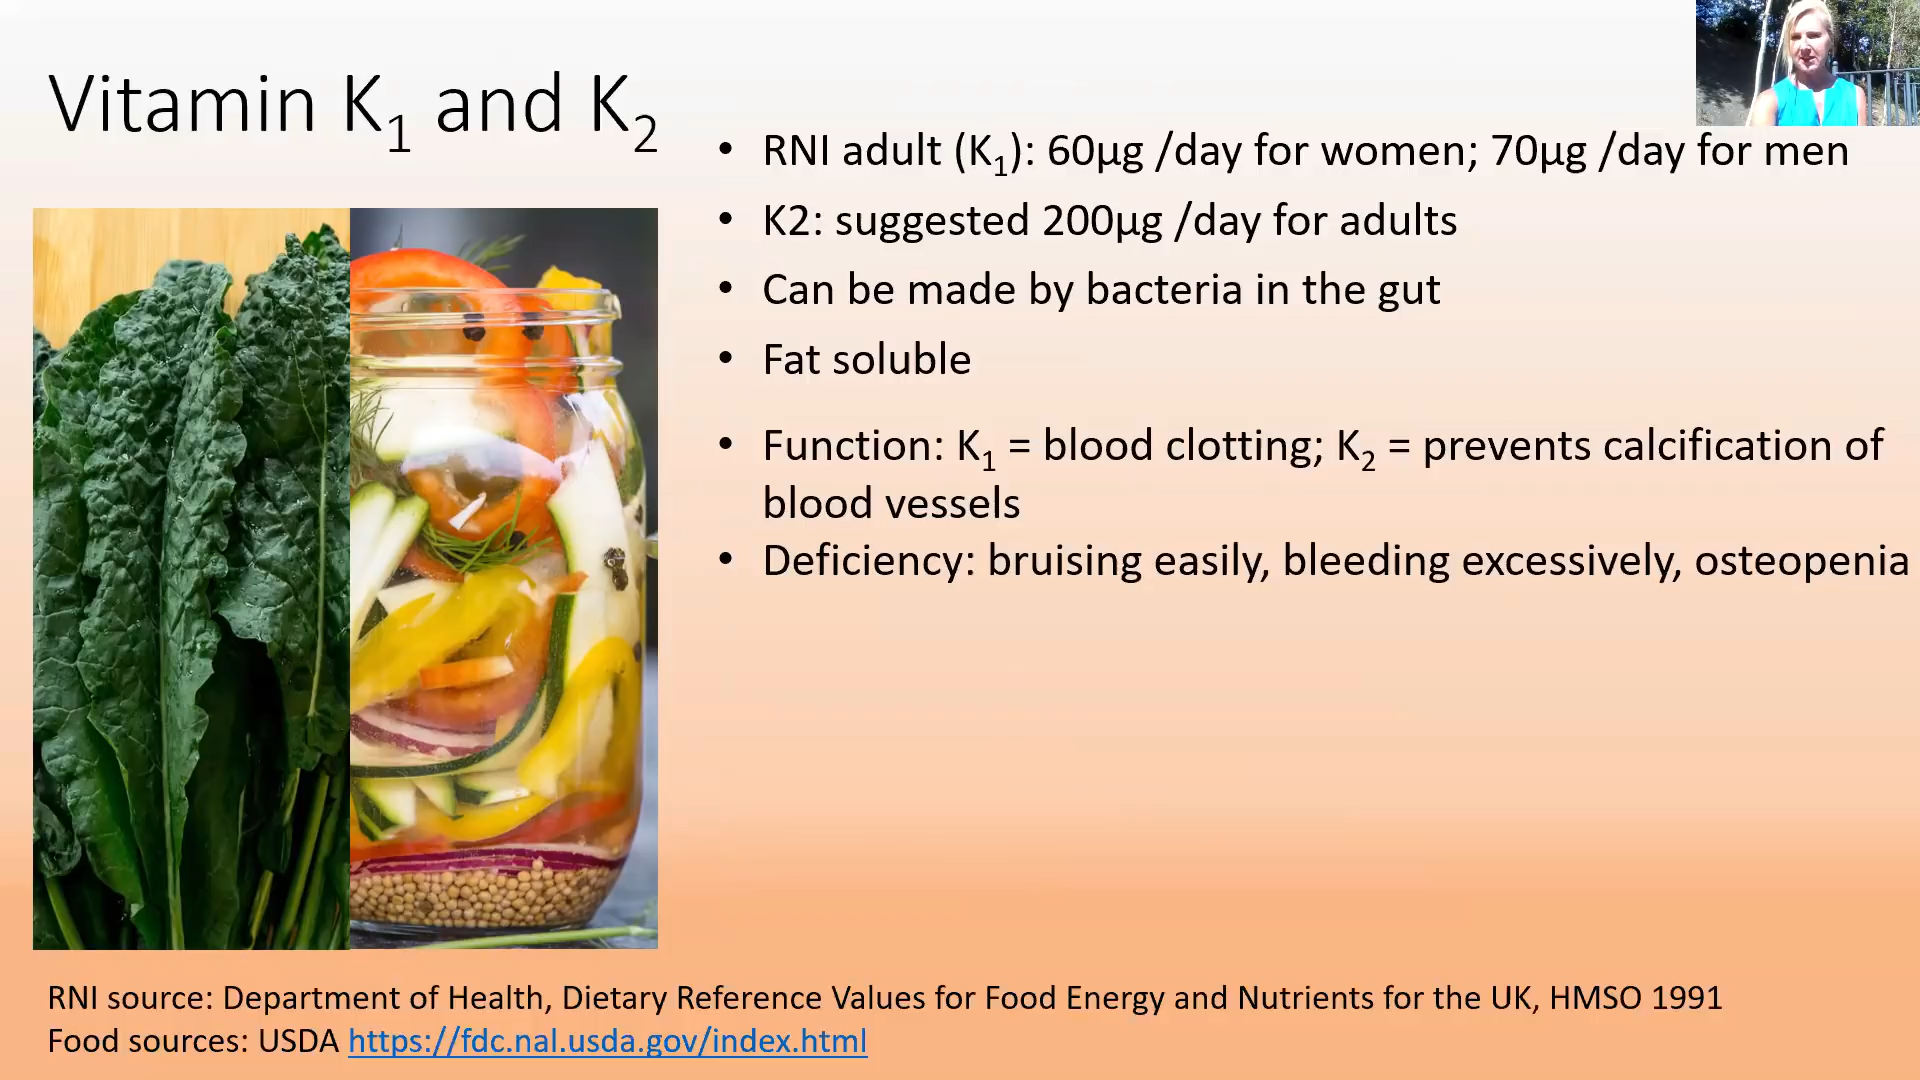 Vitamin K₁ and K₂
• RNI adult (K₁): 60µg /day for women; 70µg /day for men
• K2: suggested 200µg /day for adults
• Can be made by bacteria in the gut
• Fat soluble
• Function: K₁ = blood clotting; K₂ = prevents calcification of
blood vessels
• Deficiency: bruising easily, bleeding excessively, osteopenia
RNI source: Department of Health, Dietary Reference Values for Food Energy and Nutrients for the UK, HMSO 1991
Food sources: USDA https://fdc.nal.usda.gov/index.html